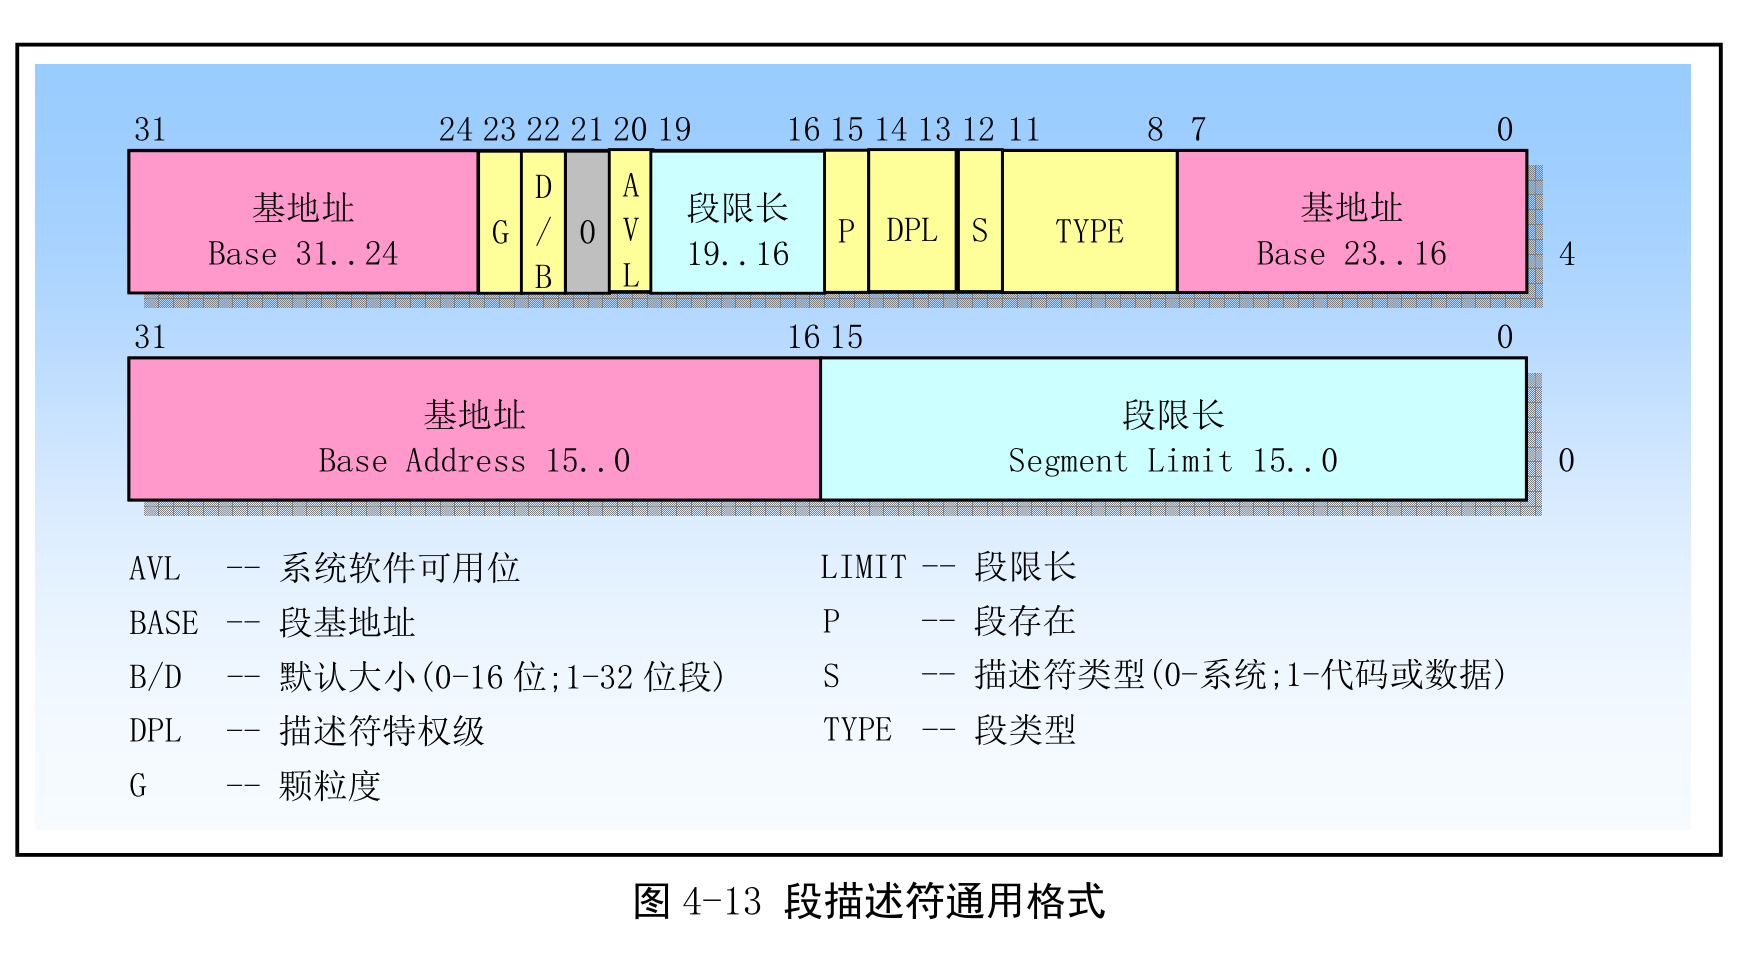 31 24 23 22 21 20 19 16 15 14 13 12 11 8 7 0
基地址
Base 31..24
G
D
/
B
0
A
V
L
段限长
19..16
P
DPL
S
TYPE
基地址
Base 23..16
4
31 16 15 0
基地址
Base Address 15..0
段限长
Segment Limit 15..0
0
AVL -- 系统软件可用位
BASE -- 段基地址
B/D -- 默认大小(0-16 位;1-32 位段)
DPL -- 描述符特权级
G -- 颗粒度
LIMIT -- 段限长
P -- 段存在
S -- 描述符类型(0-系统;1-代码或数据)
TYPE -- 段类型
图 4-13 段描述符通用格式